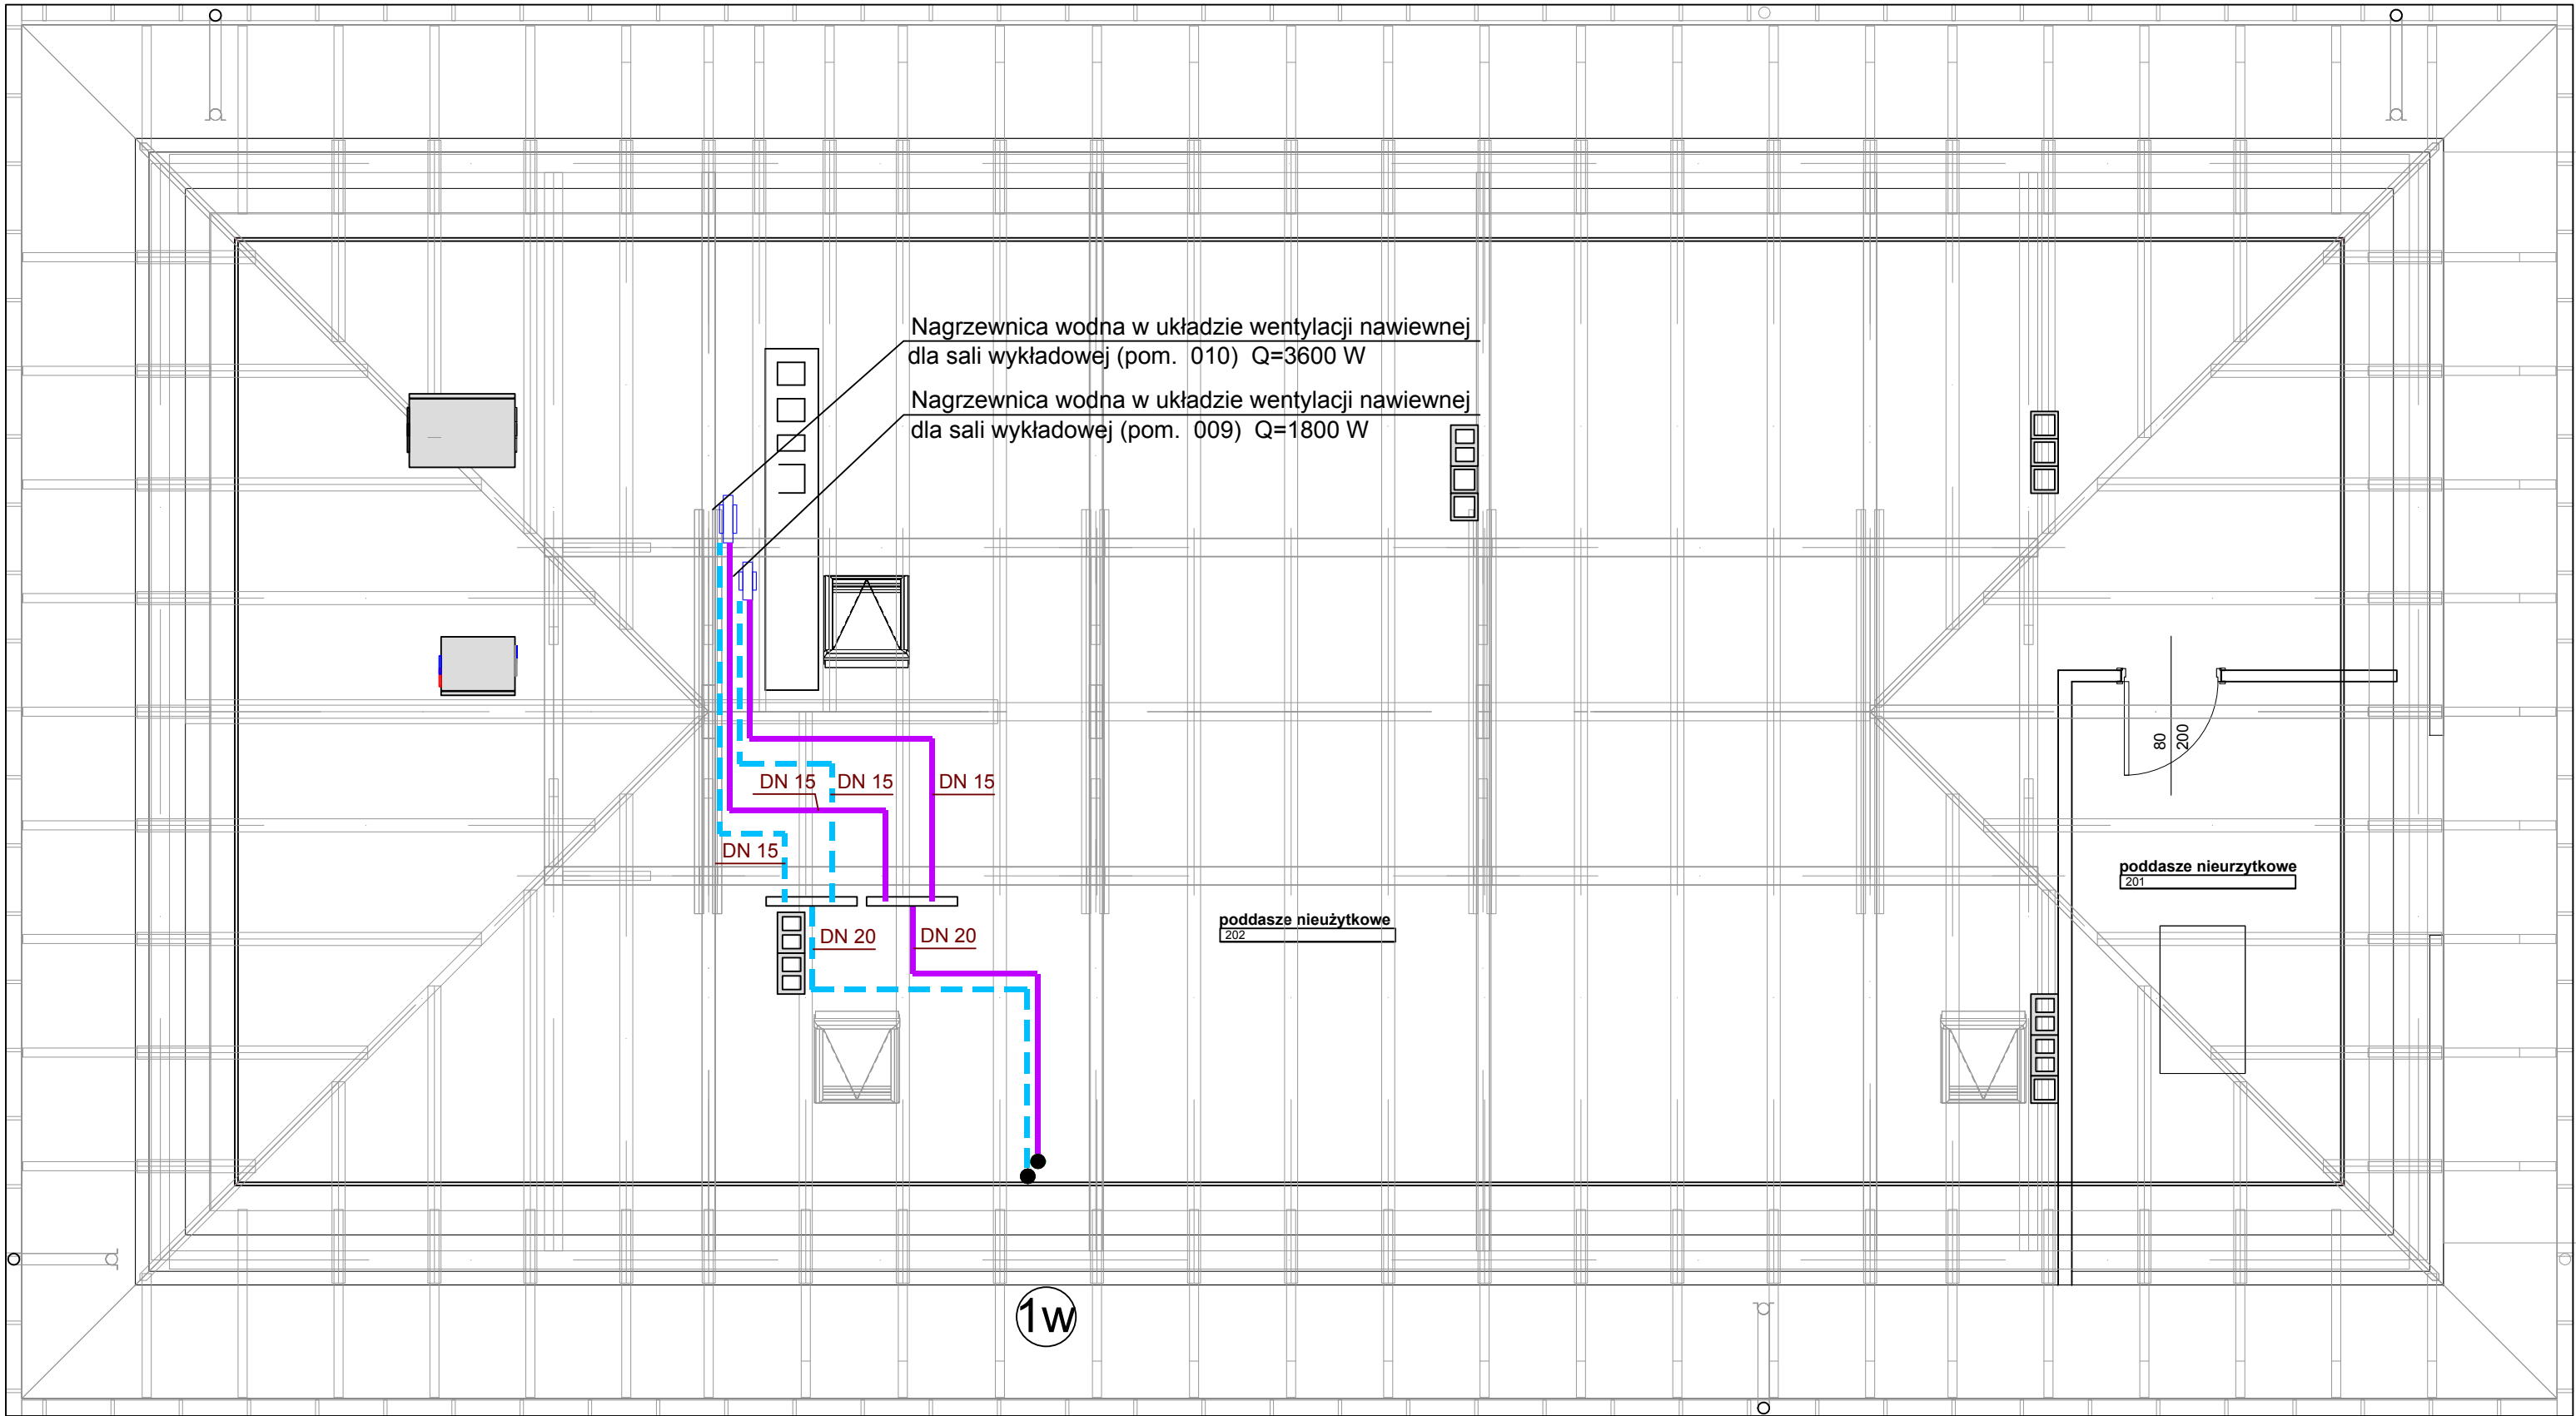 Nagrzewnica wodna w układzie wentylacji nawiewnej
dla sali wykładowej (pom. 010) Q=3600 W
Nagrzewnica wodna w układzie wentylacji nawiewnej
dla sali wykładowej (pom. 009) Q=1800 W
80
200
DN 15
DN 15
DN 15
DN 15
poddasze nieurzytkowe
201
poddasze nieużytkowe
202
DN 20
DN 20
1w